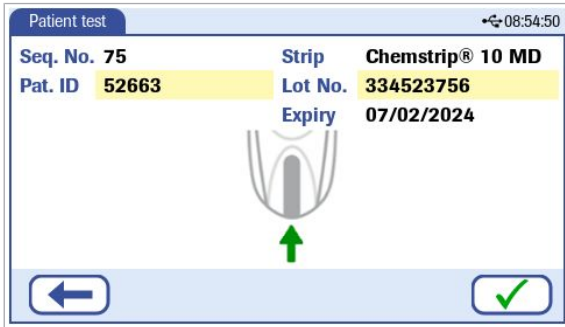 Patient test 08:54:50
Seq. No. 75 Strip Chemstrip® 10 MD
Pat. ID 52663 Lot No. 334523756
Expiry 07/02/2024